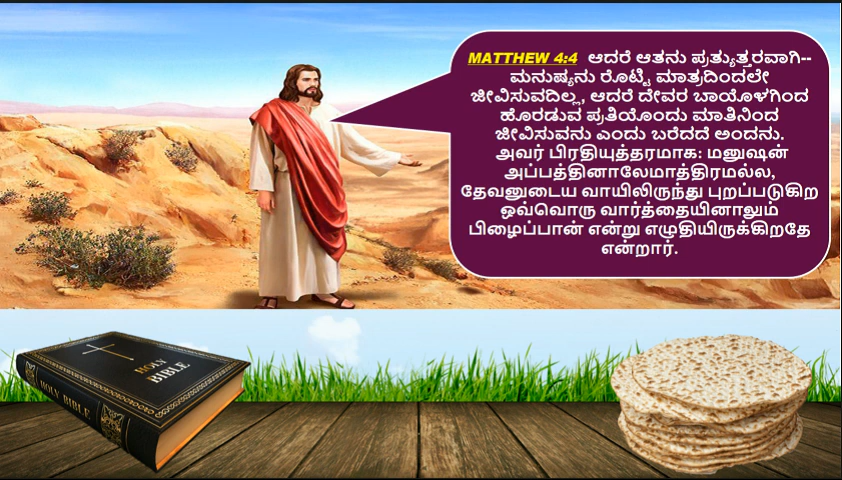 MATTHEW 4:4 ಆದರೆ ಆತನು ಪ್ರತ್ಯುತ್ತರವಾಗಿ--
ಮನುಷ್ಯನು ರೊಟ್ಟಿ ಮಾತ್ರದಿಂದಲೇ
ಜೀವಿಸುವದಿಲ್ಲ, ಆದರೆ ದೇವರ ಬಾಯೊಳಗಿಂದ
ಹೊರಡುವ ಪ್ರತಿಯೊಂದು ಮಾತಿನಿಂದ
ಜೀವಿಸುವನು ಎಂದು ಬರೆದದೆ ಅಂದನು.
அவர் பிரதியுத்தரமாக: மனுஷன்
அப்பத்தினாலேமாத்திரமல்ல,
தேவனுடைய வாயிலிருந்து புறப்படுகிற
ஒவ்வொரு வார்த்தையினாலும்
பிழைப்பான் என்று எழுதியிருக்கிறதே
என்றார்.
HOLY
BIBLE
HOLY BIBLE